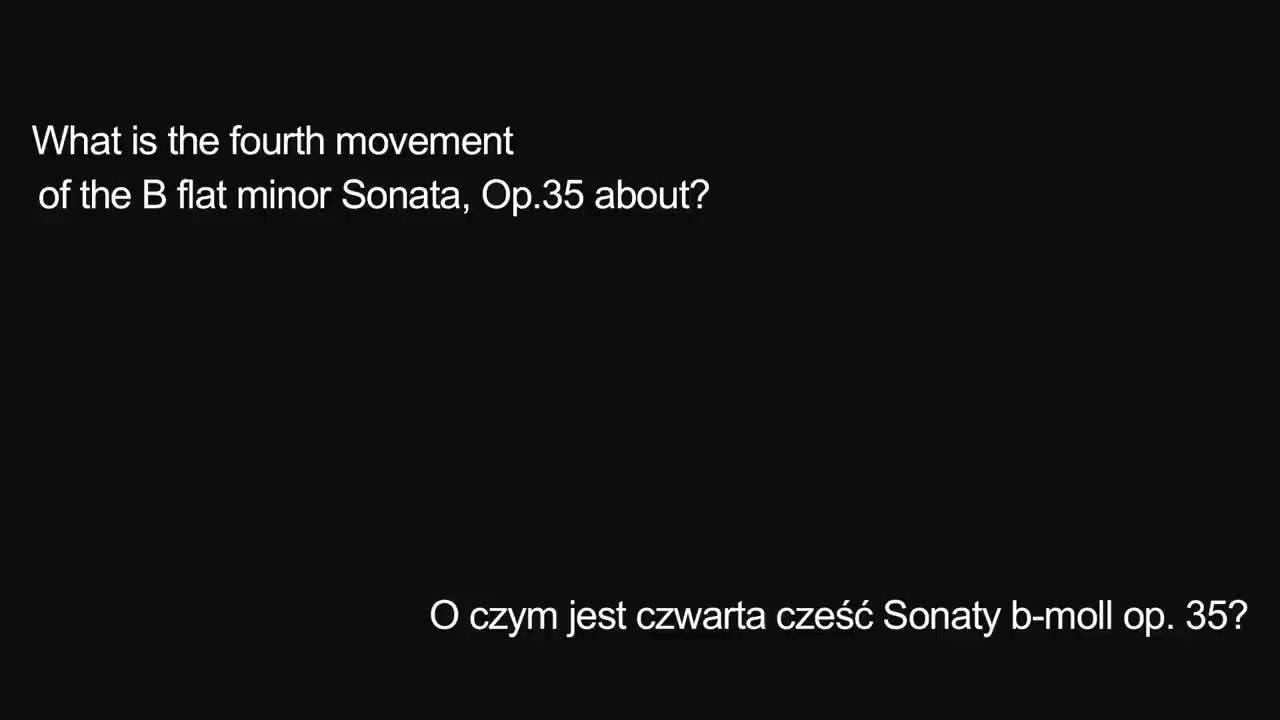 What is the fourth movement
of the B flat minor Sonata, Op.35 about?
O czym jest czwarta cześć Sonaty b-moll op. 35?